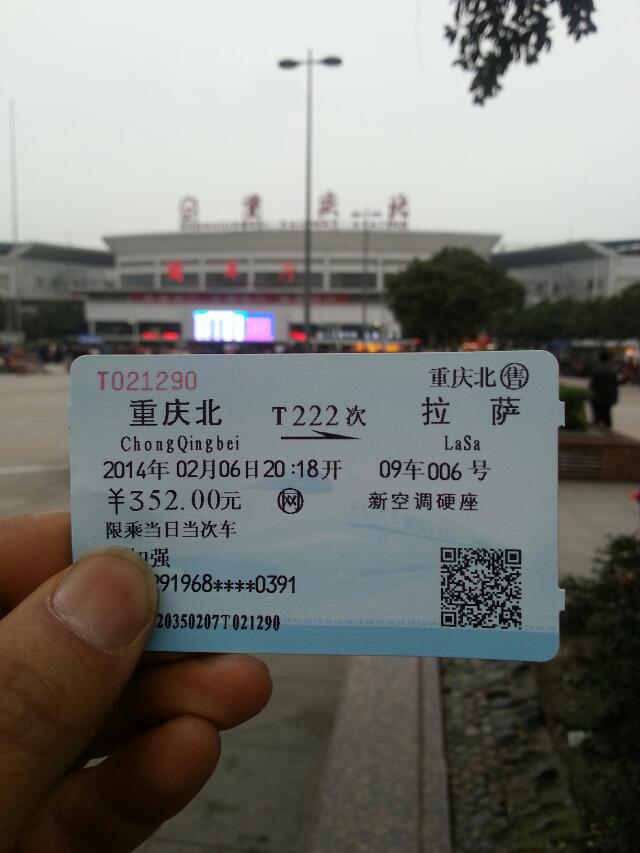 重庆北
T021290
重庆北售
重庆北 T222次 拉萨
ChongQingbei LaSa
2014年02月06日20:18开 09车006号
￥352.00元 网 新空调硬座
限乘当日当次车
加强
291968****0391
20350207T021290